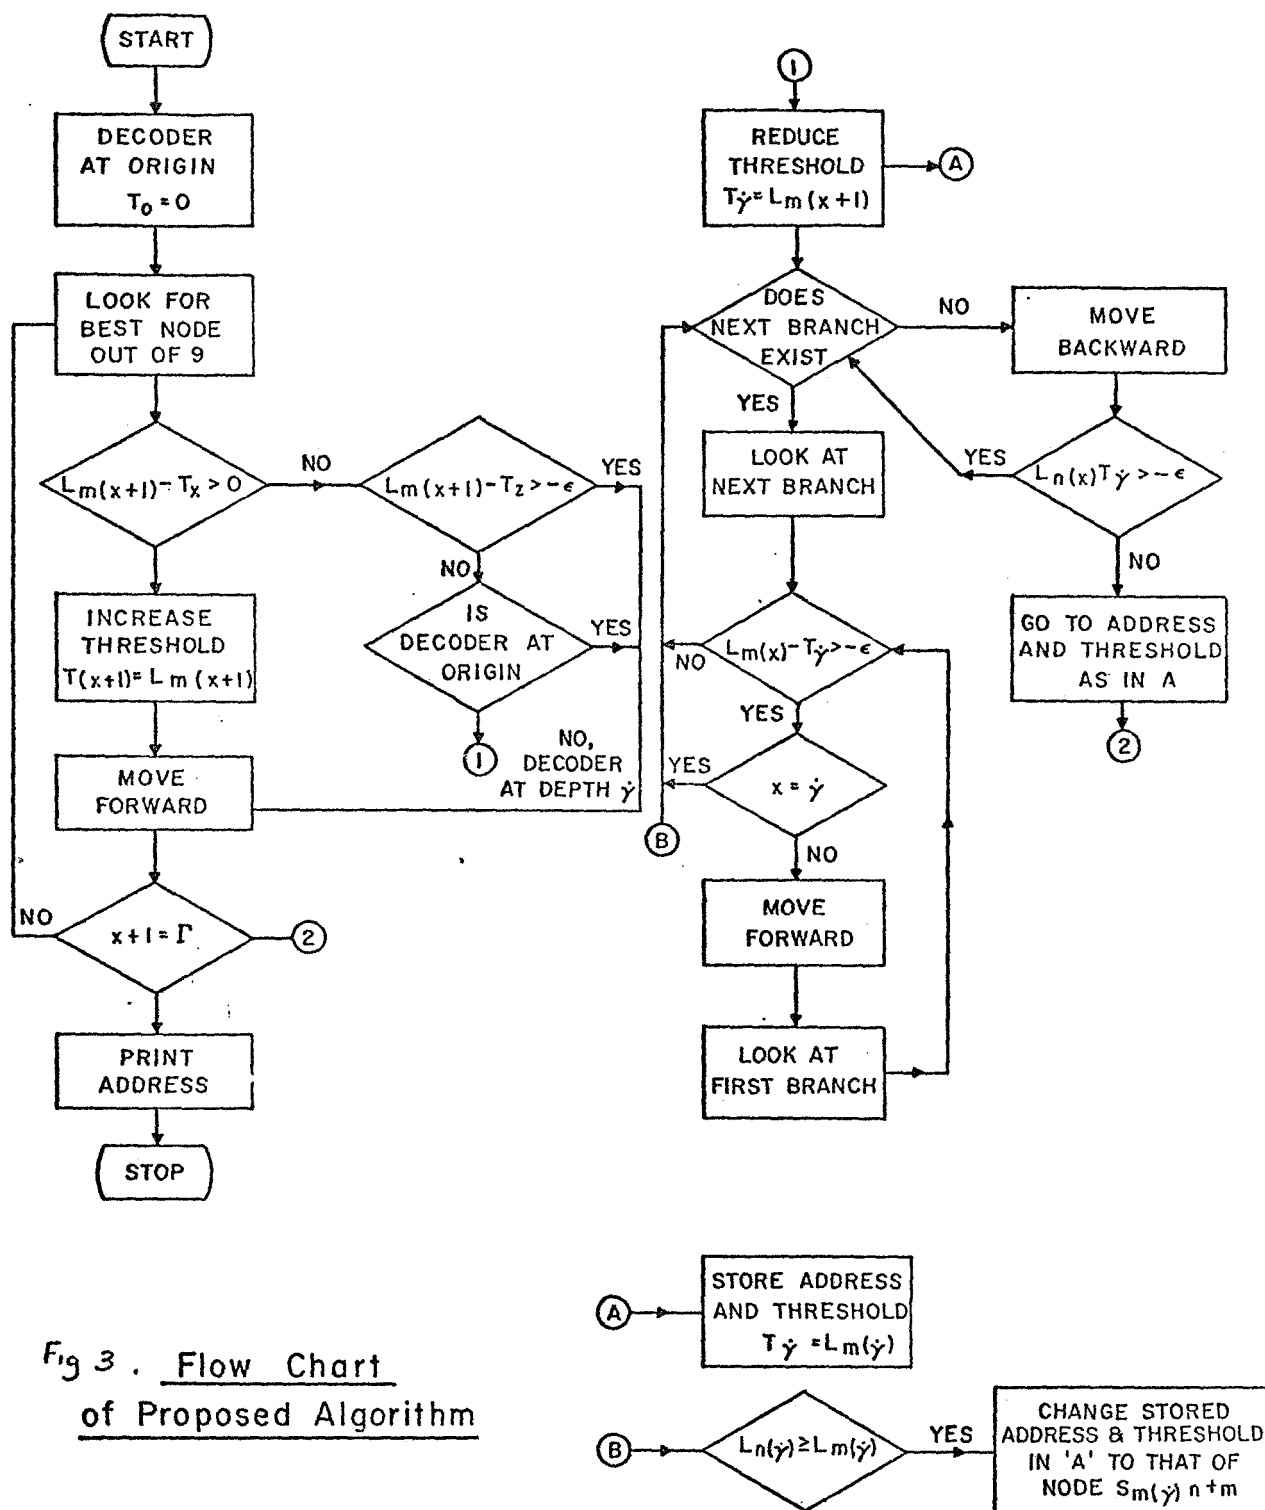 START
DECODER
AT ORIGIN
T₀ = 0
LOOK FOR
BEST NODE
OUT OF 9
Lm(x+1) - Tx > 0
NO
Lm(x+1) - Tz > -ε
YES
NO
INCREASE
THRESHOLD
T(x+1) = Lm(x+1)
IS
DECODER AT
ORIGIN
YES
1
NO,
DECODER
AT DEPTH γ̇
MOVE
FORWARD
NO
x+1 = Γ
2
PRINT
ADDRESS
STOP
1
REDUCE
THRESHOLD
Tγ̇ = Lm(x+1)
A
DOES
NEXT BRANCH
EXIST
NO
MOVE
BACKWARD
YES
LOOK AT
NEXT BRANCH
YES
Ln(x) Tγ̇ > -ε
NO
GO TO ADDRESS
AND THRESHOLD
AS IN A
2
Lm(x) - Tγ̇ > -ε
NO
YES
x = γ̇
YES
B
NO
MOVE
FORWARD
LOOK AT
FIRST BRANCH
A
STORE ADDRESS
AND THRESHOLD
Tγ̇ = Lm(γ̇)
B
Ln(γ̇) ≥ Lm(γ̇)
YES
CHANGE STORED
ADDRESS & THRESHOLD
IN 'A' TO THAT OF
NODE Sm(γ̇) n+m
Fig 3. Flow Chart
of Proposed Algorithm